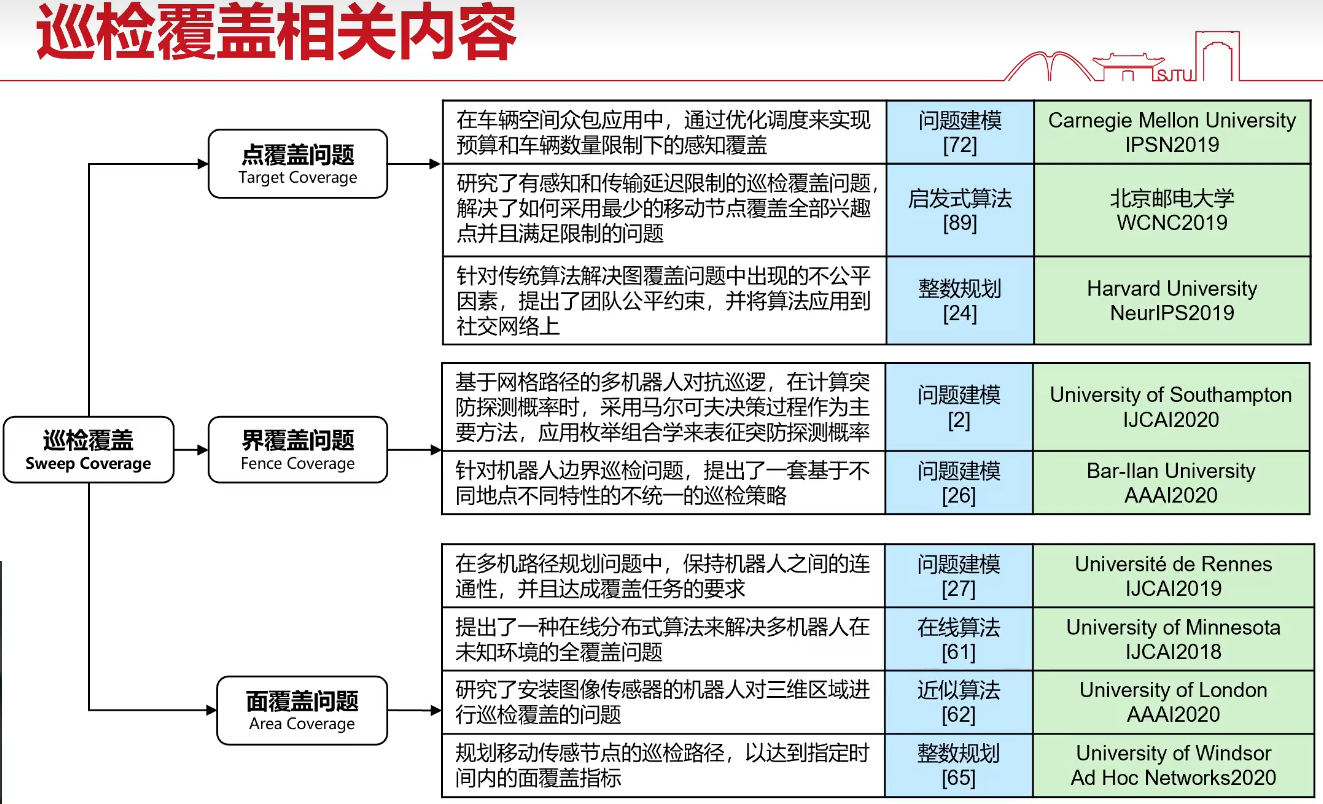 巡检覆盖相关内容
SJTU
巡检覆盖
Sweep Coverage
点覆盖问题
Target Coverage
在车辆空间众包应用中，通过优化调度来实现
预算和车辆数量限制下的感知覆盖
问题建模
[72]
Carnegie Mellon University
IPSN2019
研究了有感知和传输延迟限制的巡检覆盖问题，
解决了如何采用最少的移动节点覆盖全部兴趣
点并且满足限制的问题
启发式算法
[89]
北京邮电大学
WCNC2019
针对传统算法解决图覆盖问题中出现的不公平
因素，提出了团队公平约束，并将算法应用到
社交网络上
整数规划
[24]
Harvard University
NeurIPS2019
界覆盖问题
Fence Coverage
基于网格路径的多机器人对抗巡逻，在计算突
防探测概率时，采用马尔可夫决策过程作为主
要方法，应用枚举组合学来表征突防探测概率
问题建模
[2]
University of Southampton
IJCAI2020
针对机器人边界巡检问题，提出了一套基于不
同地点不同特性的不统一的巡检策略
问题建模
[26]
Bar-Ilan University
AAAI2020
面覆盖问题
Area Coverage
在多机路径规划问题中，保持机器人之间的连
通性，并且达成覆盖任务的要求
问题建模
[27]
Université de Rennes
IJCAI2019
提出了一种在线分布式算法来解决多机器人在
未知环境的全覆盖问题
在线算法
[61]
University of Minnesota
IJCAI2018
研究了安装图像传感器的机器人对三维区域进
行巡检覆盖的问题
近似算法
[62]
University of London
AAAI2020
规划移动传感节点的巡检路径，以达到指定时
间内的面覆盖指标
整数规划
[65]
University of Windsor
Ad Hoc Networks2020